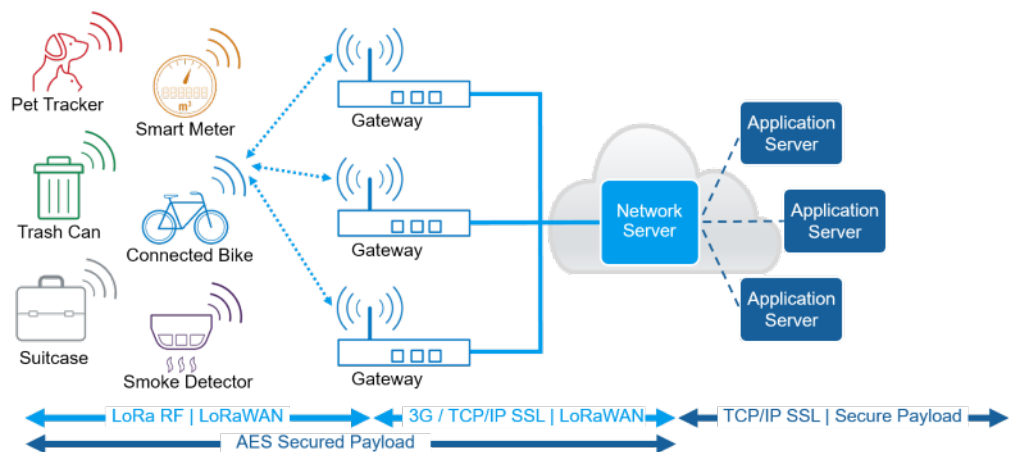 Pet Tracker
Smart Meter
m³
Trash Can
Connected Bike
Suitcase
Smoke Detector
Gateway
Gateway
Gateway
Network
Server
Application
Server
Application
Server
Application
Server
LoRa RF | LoRaWAN
3G / TCP/IP SSL | LoRaWAN
TCP/IP SSL | Secure Payload
AES Secured Payload